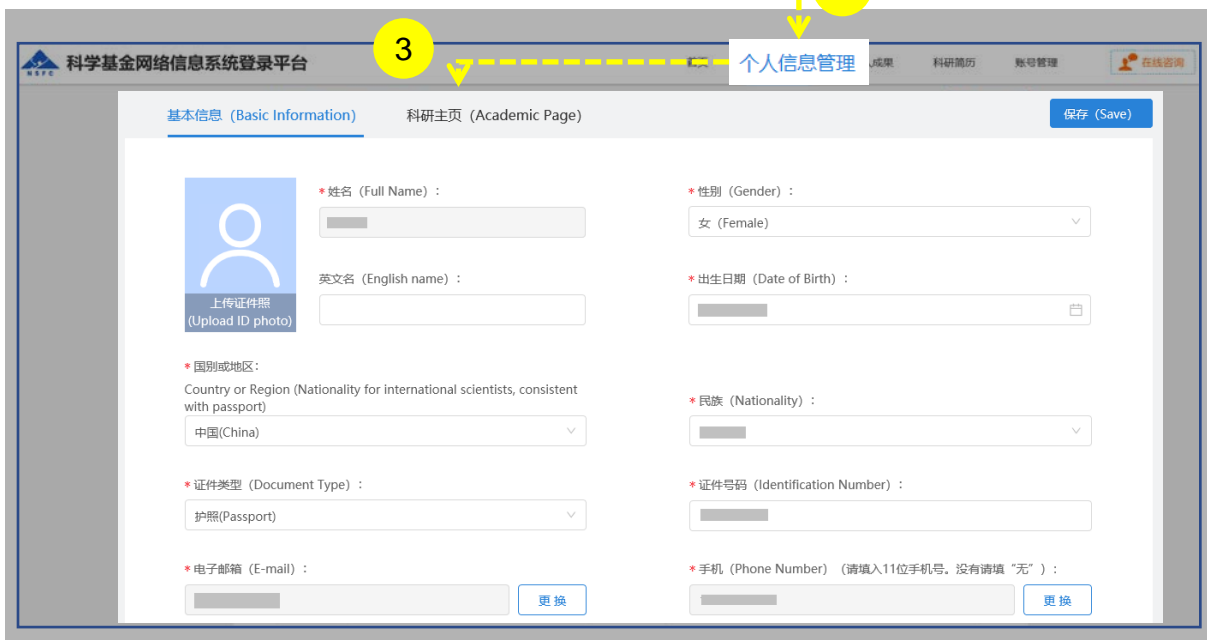 3
NSFC 科学基金网络信息系统登录平台
个人信息管理
成果
科研简历
账号管理
在线咨询
基本信息 (Basic Information)
科研主页 (Academic Page)
保存 (Save)
*姓名 (Full Name) :
*性别 (Gender) :
女 (Female)
英文名 (English name) :
*出生日期 (Date of Birth) :
上传证件照
(Upload ID photo)
*国别或地区:
Country or Region (Nationality for international scientists, consistent
with passport)
*民族 (Nationality) :
中国(China)
*证件类型 (Document Type) :
*证件号码 (Identification Number) :
护照(Passport)
*电子邮箱 (E-mail) :
*手机 (Phone Number) (请填入11位手机号。没有请填“无”) :
更换
更换